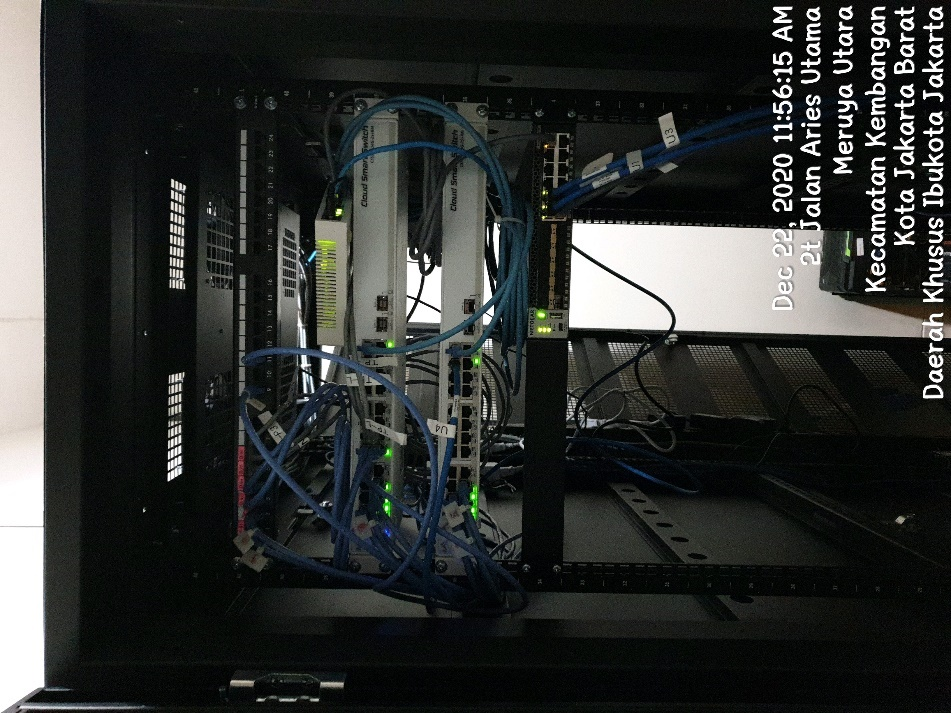 Dec 22, 2020 11:56:15 AM
2t Jalan Aries Utama
Meruya Utara
Kecamatan Kembangan
Kota Jakarta Barat
Daerah Khusus Ibukota Jakarta
Cloud Smart Switch
Cloud Smart Switch
U3
U1
U4